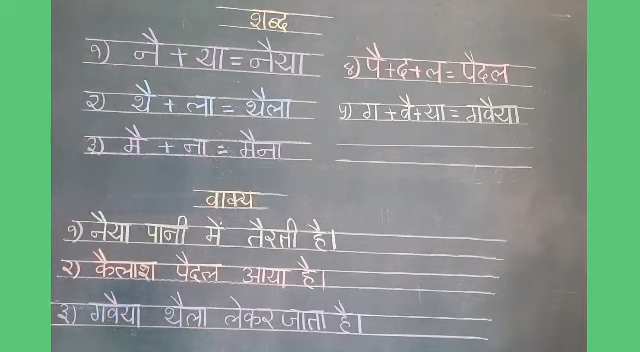 शब्द
१) नै + या = नैया
२) थै + ला = थैला
३) मै + ना = मैना
४) पै+द+ल = पैदल
५) ग + वै + या = गवैया
वाक्य
१) नैया पानी में तैरती है।
२) कैलाश पैदल आया है।
३) गवैया थैला लेकर जाता है।